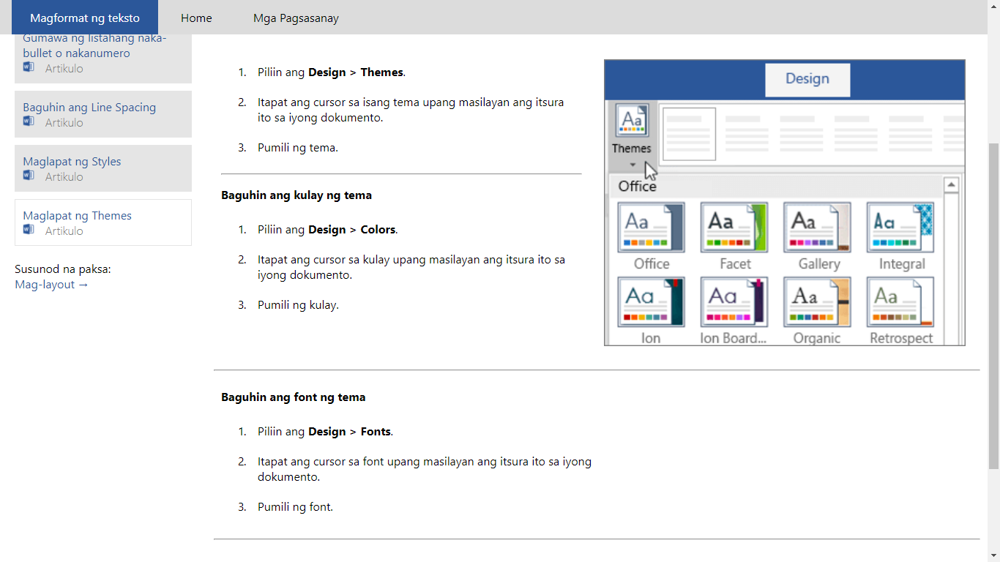 Magformat ng teksto
Home
Mga Pagsasanay
Gumawa ng listahang naka-
bullet o nakanumero
Artikulo
Baguhin ang Line Spacing
Artikulo
Maglapat ng Styles
Artikulo
Maglapat ng Themes
Artikulo
Susunod na paksa:
Mag-layout →
1. Piliin ang Design > Themes.
2. Itapat ang cursor sa isang tema upang masilayan ang itsura
ito sa iyong dokumento.
3. Pumili ng tema.
Baguhin ang kulay ng tema
1. Piliin ang Design > Colors.
2. Itapat ang cursor sa kulay upang masilayan ang itsura ito sa
iyong dokumento.
3. Pumili ng kulay.
Design
Aa
Themes
Office
Aa Aa Aa Aa
Office Facet Gallery Integral
Aa Aa Aa Aa
Ion Ion Board... Organic Retrospect
Baguhin ang font ng tema
1. Piliin ang Design > Fonts.
2. Itapat ang cursor sa font upang masilayan ang itsura ito sa iyong
dokumento.
3. Pumili ng font.